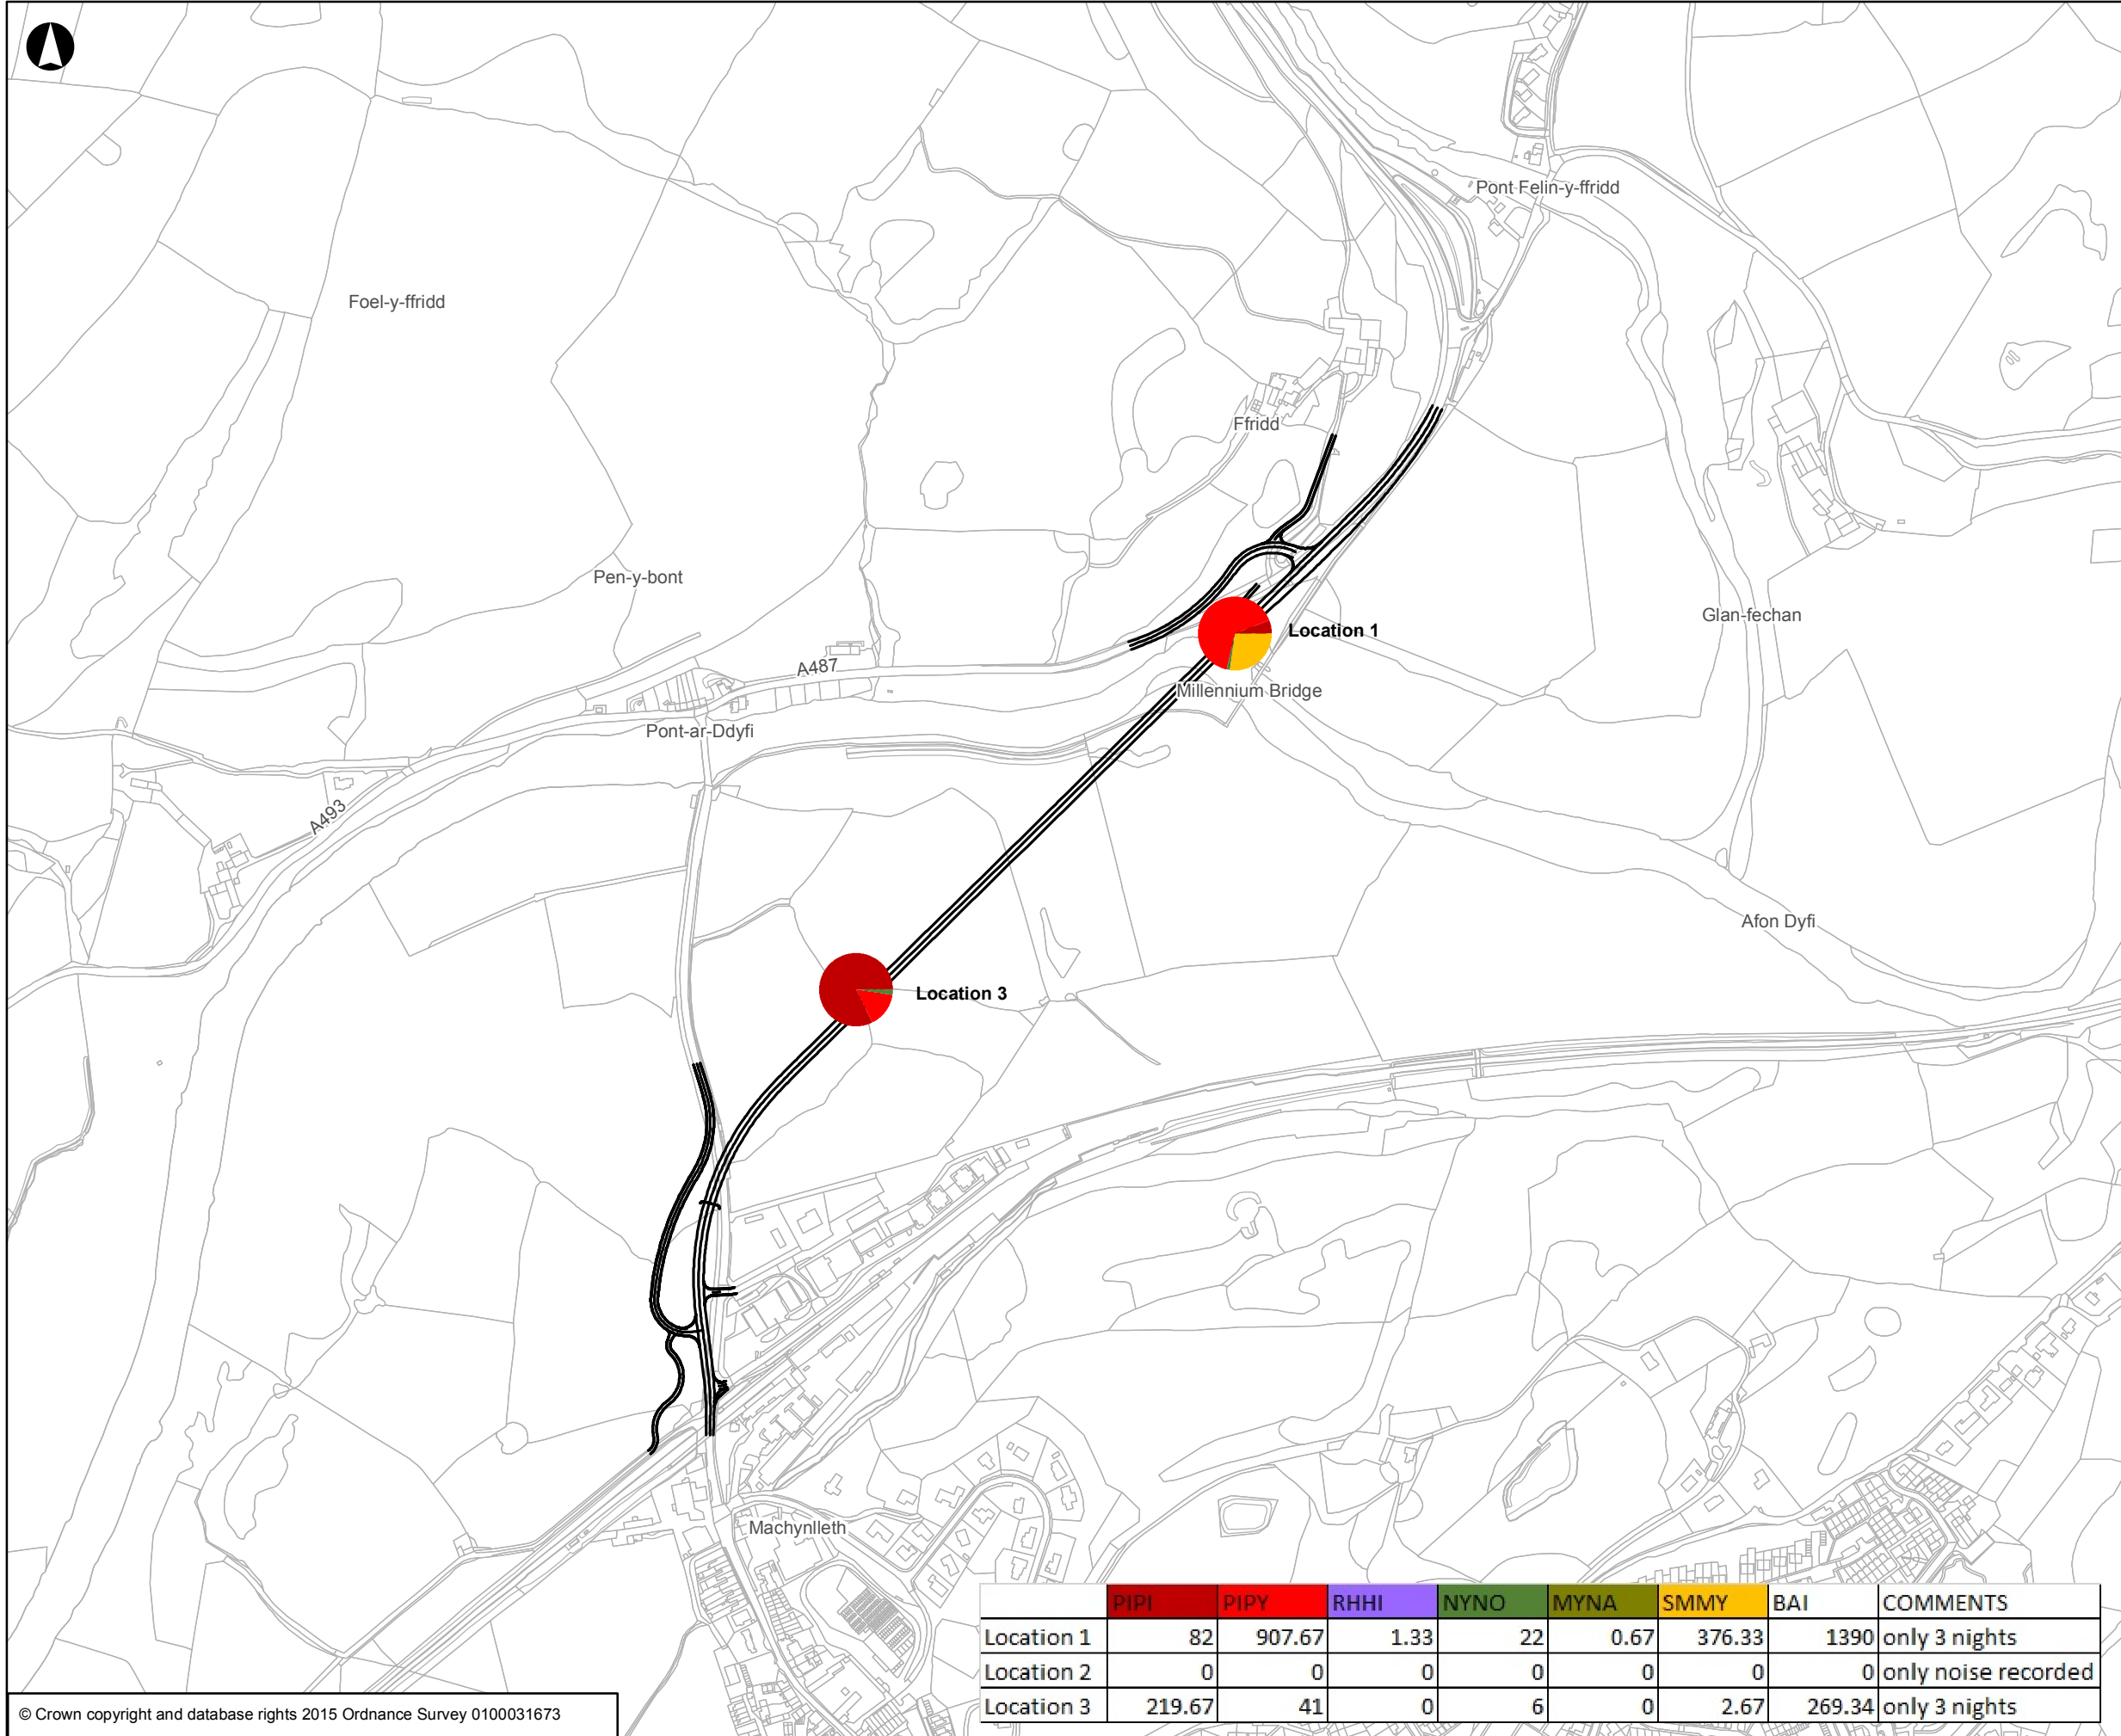 Pont Felin-y-ffridd
Foel-y-ffridd
Ffridd
Pen-y-bont
Glan-fechan
Location 1
A487
Millennium Bridge
Pont-ar-Ddyfi
A493
Afon Dyfi
Location 3
Machynlleth
PIPI PIPY RHHI NYNO MYNA SMMY BAI COMMENTS
Location 1 82 907.67 1.33 22 0.67 376.33 1390 only 3 nights
Location 2 0 0 0 0 0 0 0 only noise recorded
Location 3 219.67 41 0 6 0 2.67 269.34 only 3 nights
© Crown copyright and database rights 2015 Ordnance Survey 0100031673